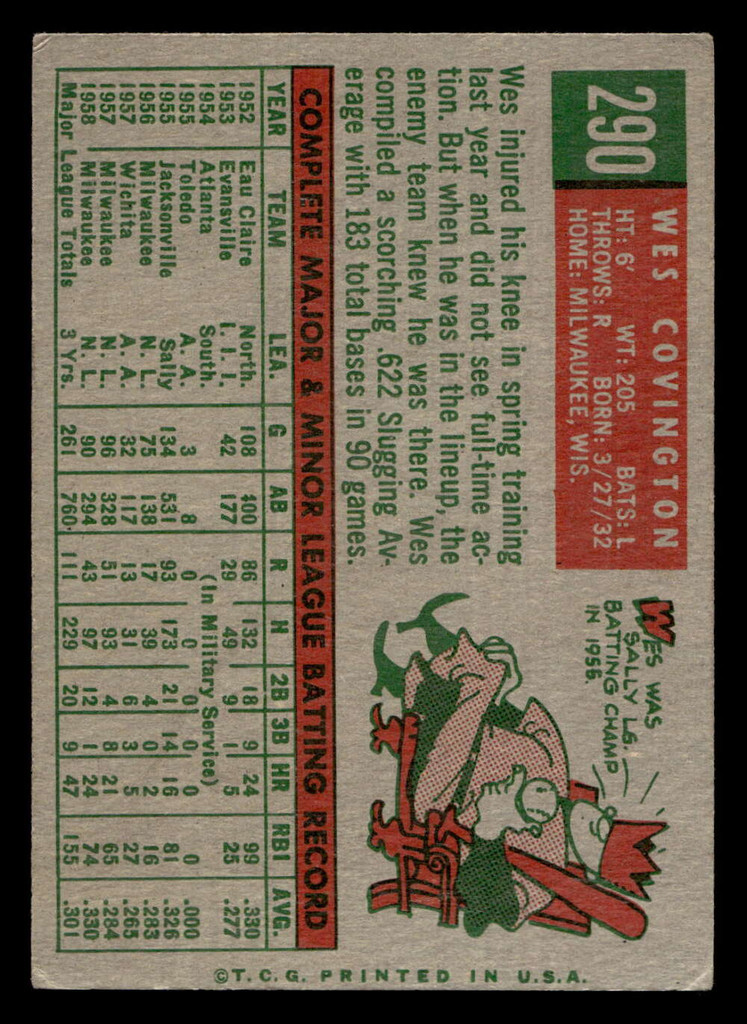 290
WES COVINGTON
HT: 6' WT: 205 BATS: L
THROWS: R BORN: 3/27/32
HOME: MILWAUKEE, WIS.
WES WAS
SALLY LG.
BATTING CHAMP
IN 1955.
Wes injured his knee in spring training
last year and did not see full-time ac-
tion. But when he was in the lineup, the
enemy team knew he was there. Wes
compiled a scorching .622 Slugging Av-
erage with 183 total bases in 90 games.
COMPLETE MAJOR & MINOR LEAGUE BATTING RECORD
YEAR TEAM LEA. G AB R H 2B 3B HR RBI AVG.
1952 Eau Claire North. 108 400 86 132 18 9 24 99 .330
1953 Evansville I. I. I. 42 177 29 49 9 1 5 25 .277
1954 Atlanta South. (In Military Service)
1955 Toledo A. A. 3 8 0 0 0 0 0 0 .000
1955 Jacksonville Sally 134 531 93 173 21 14 16 81 .326
1956 Milwaukee N. L. 75 138 17 39 4 0 2 16 .283
1957 Wichita A. A. 32 117 13 31 6 3 5 27 .265
1957 Milwaukee N. L. 96 328 51 93 4 8 21 65 .284
1958 Milwaukee N. L. 90 294 43 97 12 1 24 74 .330
Major League Totals 3 Yrs. 261 760 111 229 20 9 47 155 .301
©T.C.G. PRINTED IN U.S.A.